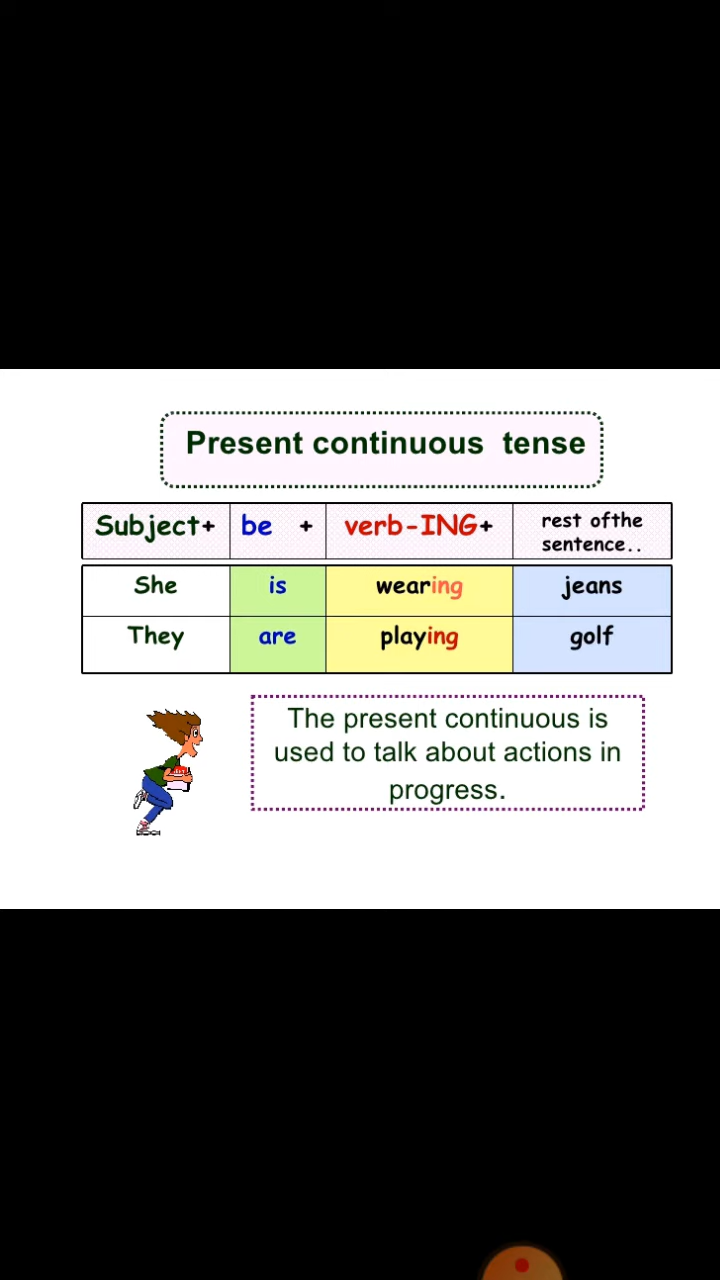 Present continuous  tense
Subject+ be + verb-ING+ rest ofthe
sentence..
She is wearing jeans
They are playing golf
The present continuous is
used to talk about actions in
progress.